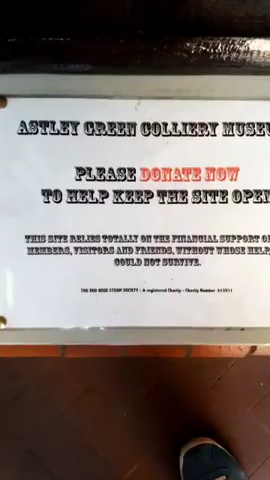 ASTLEY GREEN COLLIERY MUSEU
PLEASE DONATE NOW
TO HELP KEEP THE SITE OPEN
THIS SITE RELIES TOTALLY ON THE FINANCIAL SUPPORT OF
MEMBERS, VISITORS AND FRIENDS, WITHOUT WHOSE HELP
COULD NOT SURVIVE.
THE RED ROSE STEAM SOCIETY - A registered Charity - Charity Number